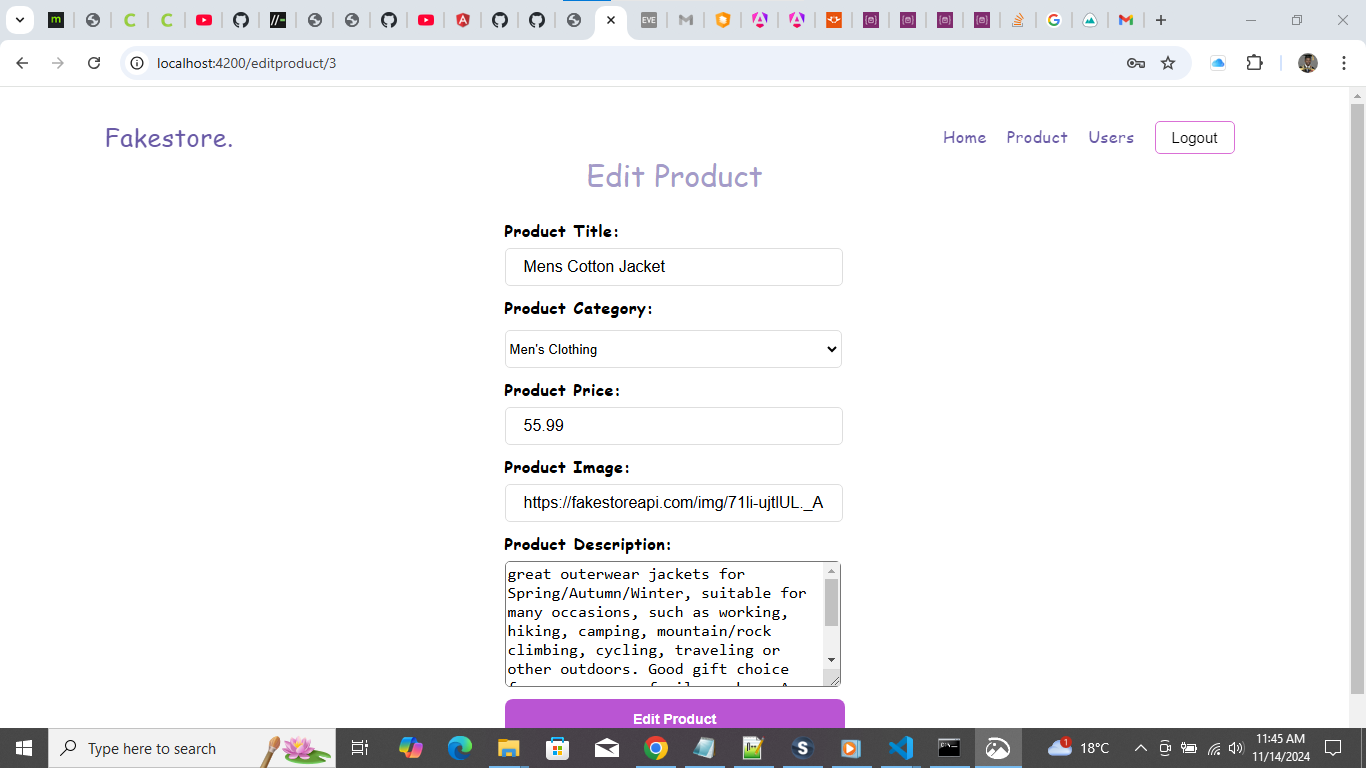 localhost:4200/editproduct/3
Fakestore.
Home
Product
Users
Logout
Edit Product
Product Title:
Mens Cotton Jacket
Product Category:
Men's Clothing
Product Price:
55.99
Product Image:
https://fakestoreapi.com/img/71li-ujtlUL._A
Product Description:
great outerwear jackets for
Spring/Autumn/Winter, suitable for
many occasions, such as working,
hiking, camping, mountain/rock
climbing, cycling, traveling or
other outdoors. Good gift choice
Edit Product
Type here to search
1
18°C
11:45 AM
11/14/2024